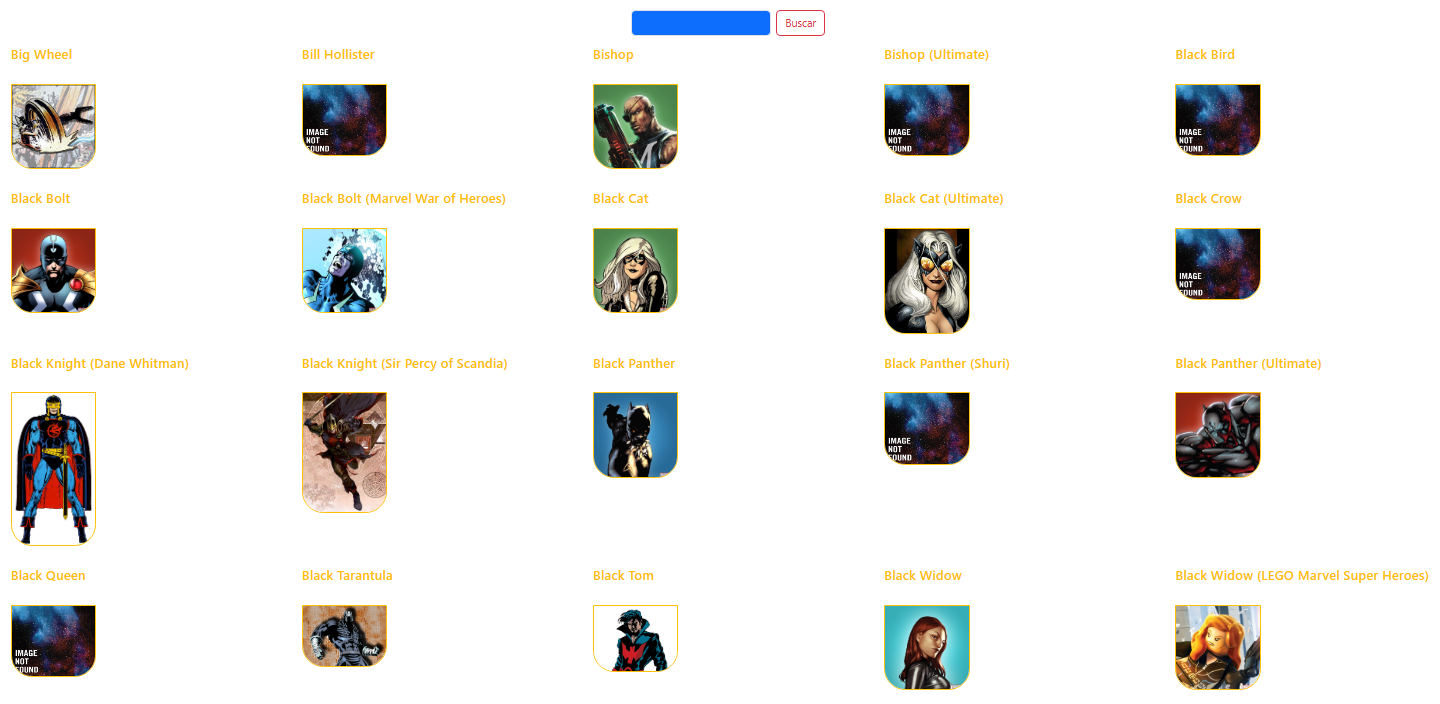 Buscar
Big Wheel
Bill Hollister
Bishop
Bishop (Ultimate)
Black Bird
IMAGE
NOT
FOUND
IMAGE
NOT
FOUND
IMAGE
NOT
FOUND
Black Bolt
Black Bolt (Marvel War of Heroes)
Black Cat
Black Cat (Ultimate)
Black Crow
IMAGE
NOT
FOUND
Black Knight (Dane Whitman)
Black Knight (Sir Percy of Scandia)
Black Panther
Black Panther (Shuri)
Black Panther (Ultimate)
IMAGE
NOT
FOUND
Black Queen
Black Tarantula
Black Tom
Black Widow
Black Widow (LEGO Marvel Super Heroes)
IMAGE
NOT
FOUND